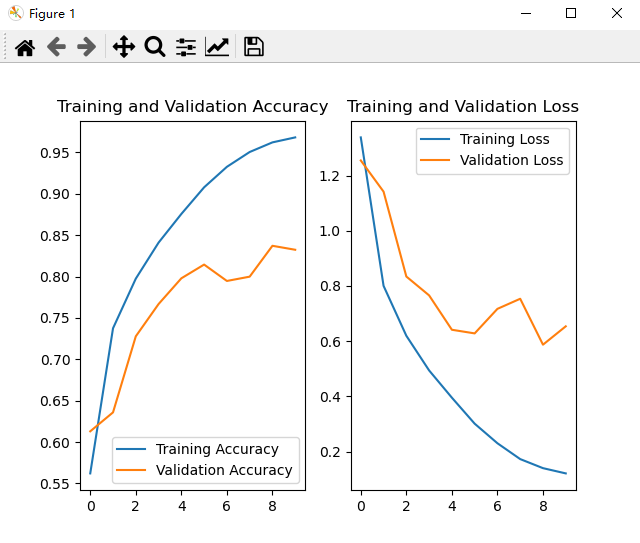 Figure 1
Training and Validation Accuracy
0.95
0.90
0.85
0.80
0.75
0.70
0.65
0.60
0.55
0 2 4 6 8
Training Accuracy
Validation Accuracy
Training and Validation Loss
1.2
1.0
0.8
0.6
0.4
0.2
0 2 4 6 8
Training Loss
Validation Loss